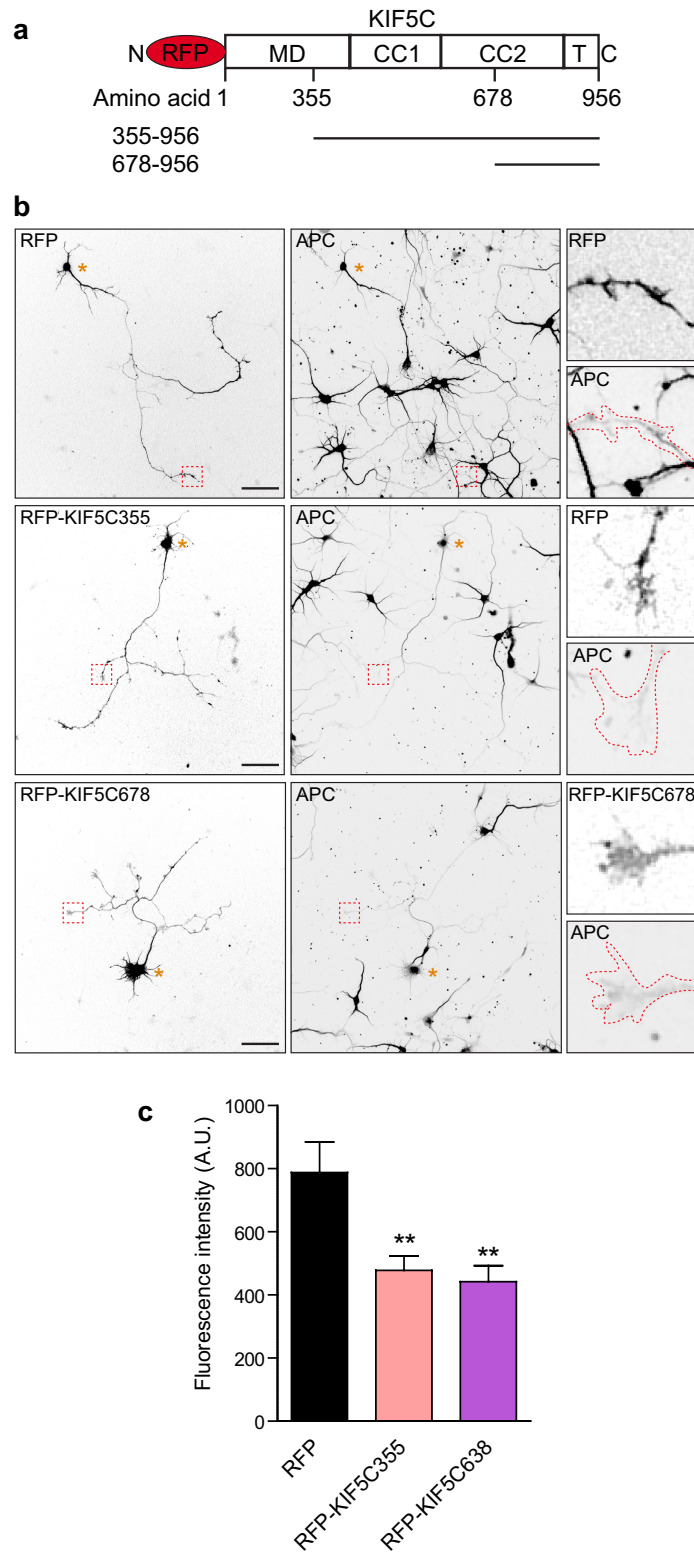 a
KIF5C
N RFP MD CC1 CC2 T C
Amino acid 1 355 678 956
355-956
678-956
b
RFP * APC * RFP
APC
RFP-KIF5C355 * APC * RFP
APC
RFP-KIF5C678 * APC * RFP-KIF5C678
APC
c
Fluorescence intensity (A.U.)
1000
800
600
400
200
0
** **
RFP
RFP-KIF5C355
RFP-KIF5C638